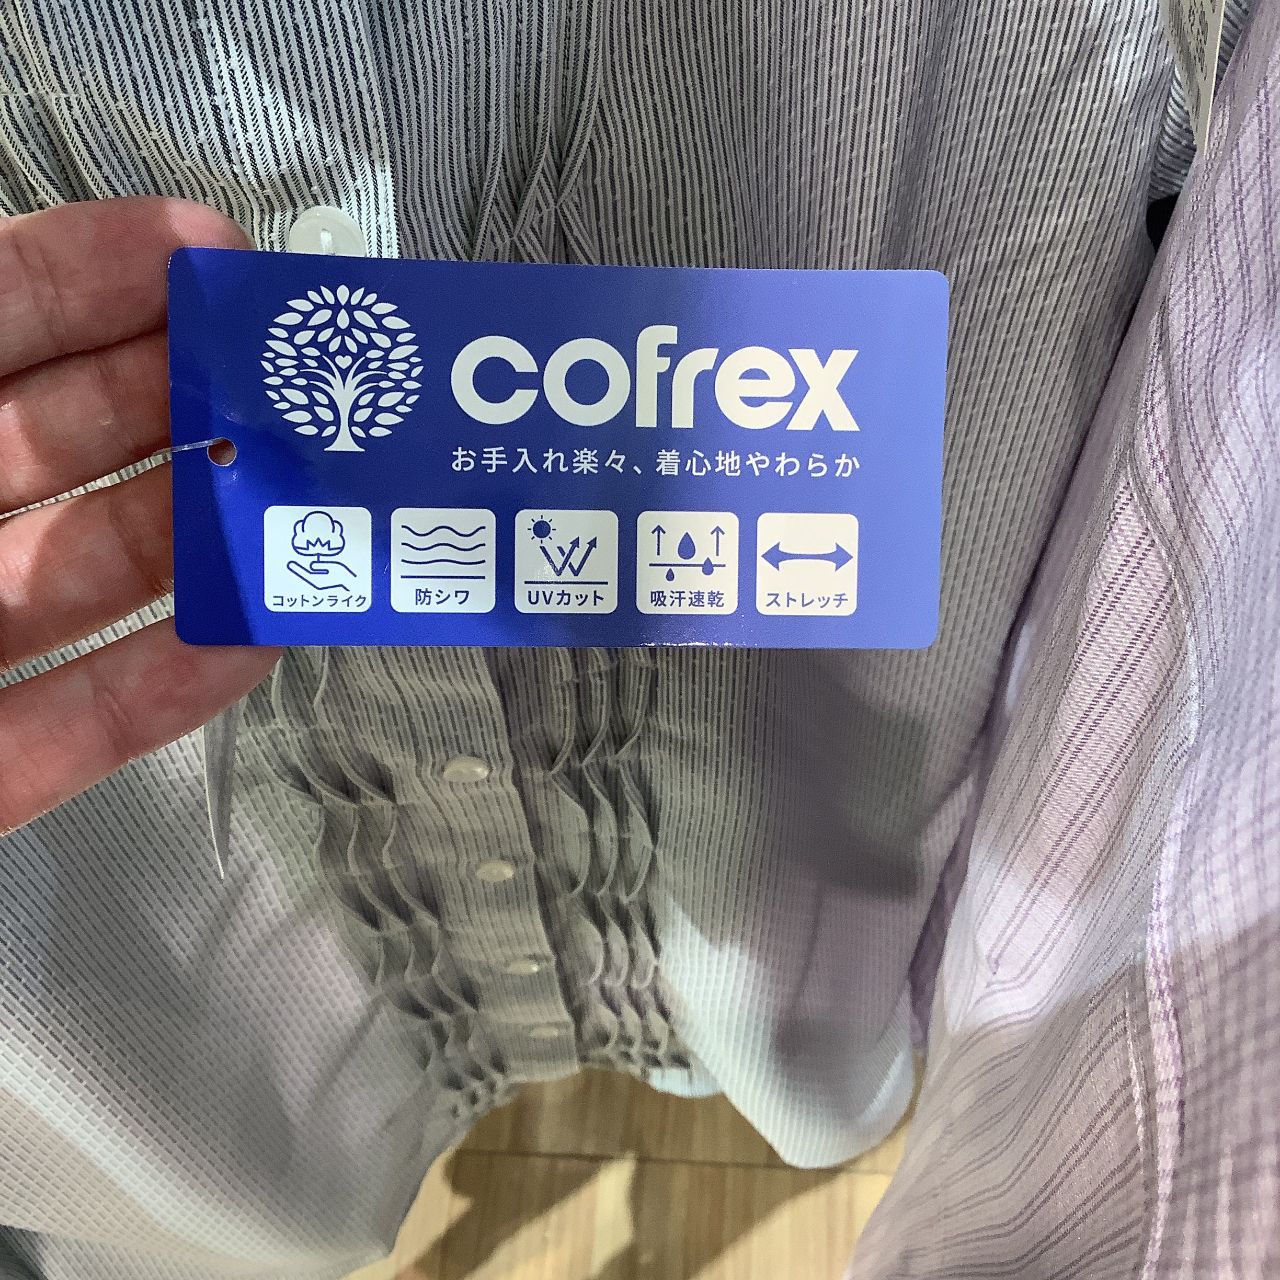 cofrex
お手入れ楽々、着心地やわらか
コットンライク
防シワ
UVカット
吸汗速乾
ストレッチ